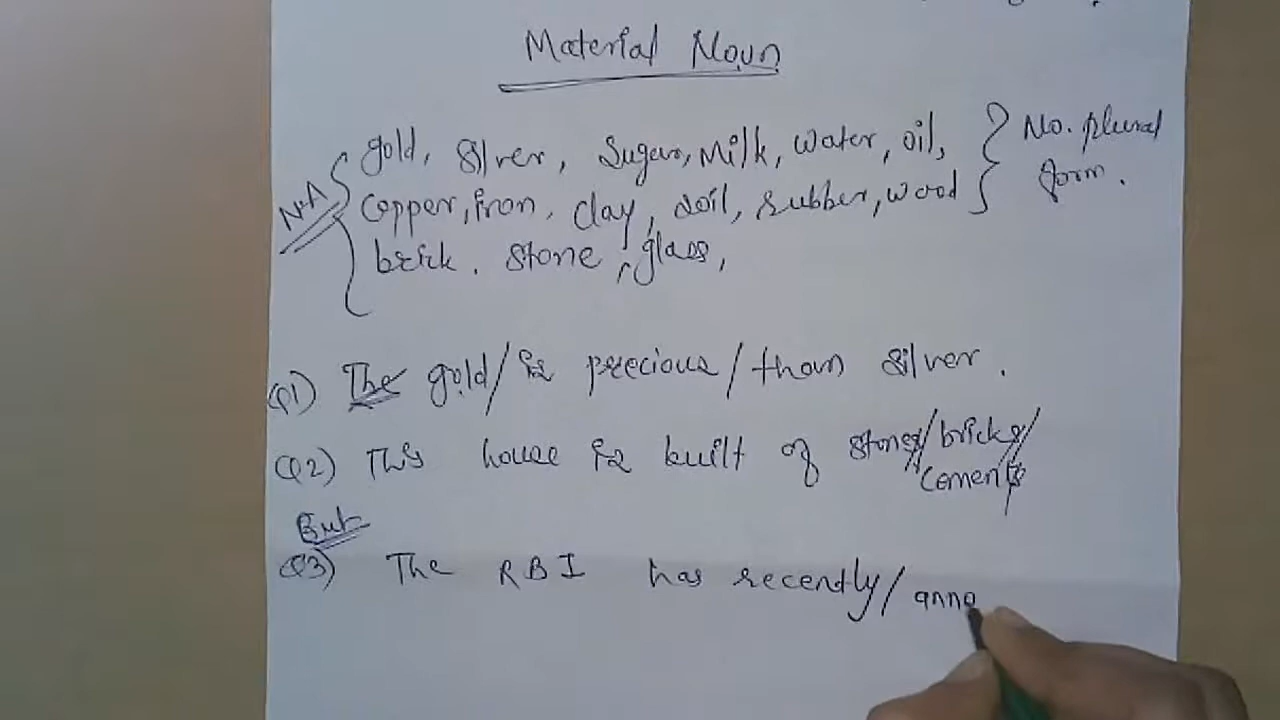 Material Noun
gold, silver, sugar, Milk, water, oil, } No. plural
N.A { copper, iron, clay, soil, rubber, wood form.
brick. stone, glass,
Q1) The gold/is precious/than silver.
Q2) This house is built of stones/bricks/
cements
But
Q3) The RBI has recently/anno